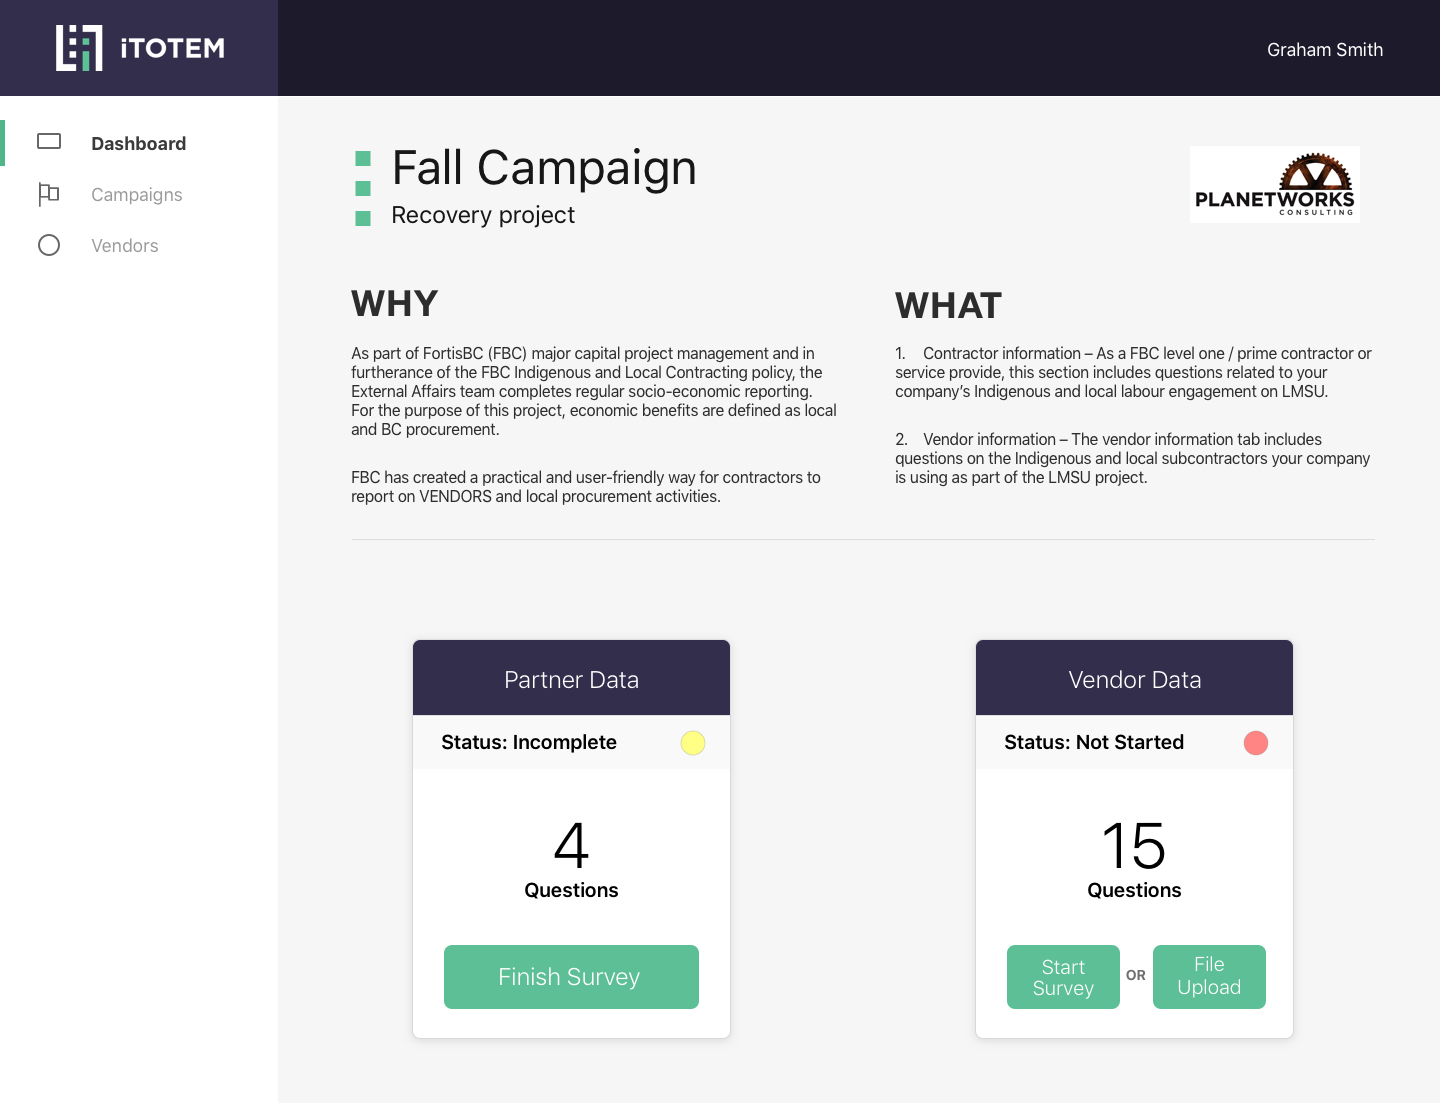 iTOTEM
Graham Smith
Dashboard
Campaigns
Vendors
Fall Campaign
Recovery project
PLANETWORKS
CONSULTING
WHY
As part of FortisBC (FBC) major capital project management and in
furtherance of the FBC Indigenous and Local Contracting policy, the
External Affairs team completes regular socio-economic reporting.
For the purpose of this project, economic benefits are defined as local
and BC procurement.
FBC has created a practical and user-friendly way for contractors to
report on VENDORS and local procurement activities.
WHAT
1. Contractor information – As a FBC level one / prime contractor or
service provide, this section includes questions related to your
company’s Indigenous and local labour engagement on LMSU.
2. Vendor information – The vendor information tab includes
questions on the Indigenous and local subcontractors your company
is using as part of the LMSU project.
Partner Data
Status: Incomplete
4
Questions
Finish Survey
Vendor Data
Status: Not Started
15
Questions
Start
Survey
OR
File
Upload